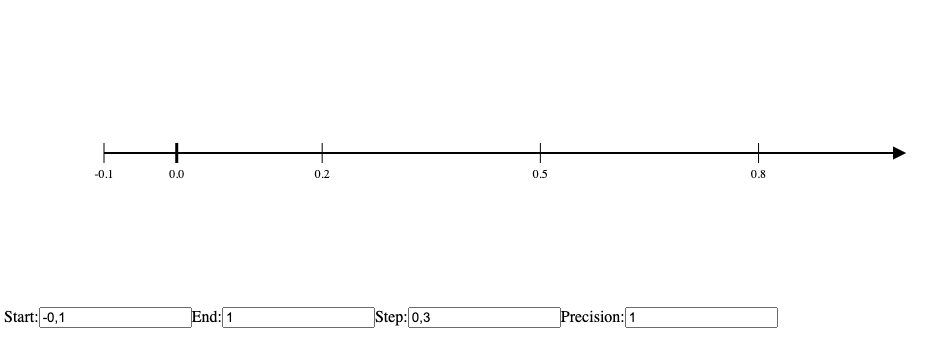 -0.1 0.0 0.2 0.5 0.8
Start: -0,1 End: 1 Step: 0,3 Precision: 1